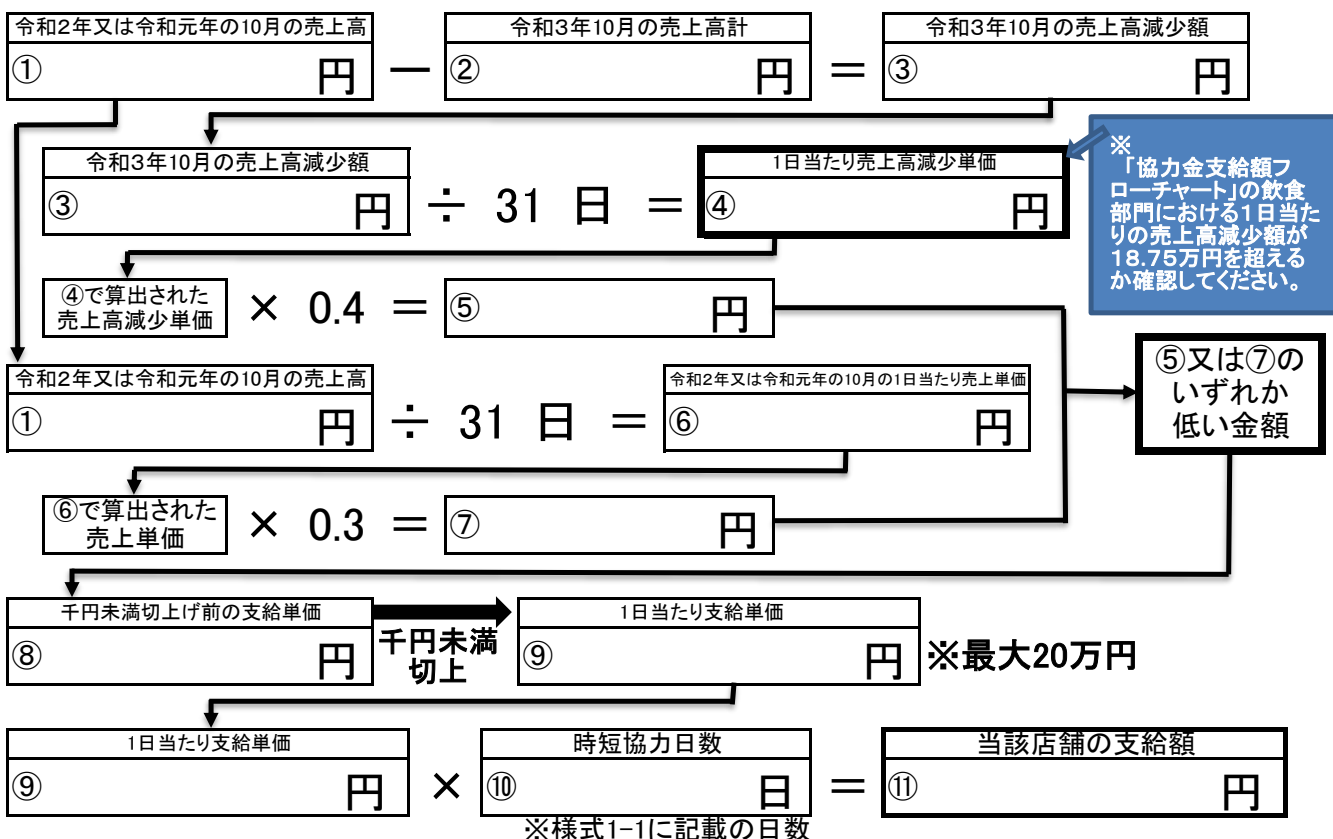 令和2年又は令和元年の10月の売上高
① 円
－
令和3年10月の売上高計
② 円
＝
令和3年10月の売上高減少額
③ 円
令和3年10月の売上高減少額
③ 円
÷ 31 日 ＝
1日当たり売上高減少単価
④ 円
※
「協力金支給額フ
ローチャート」の飲食
部門における1日当た
りの売上高減少額が
18.75万円を超える
か確認してください。
④で算出された
売上高減少単価
× 0.4 ＝
⑤ 円
令和2年又は令和元年の10月の売上高
① 円
÷ 31 日 ＝
令和2年又は令和元年の10月の1日当たり売上単価
⑥ 円
⑤又は⑦の
いずれか
低い金額
⑥で算出された
売上単価
× 0.3 ＝
⑦ 円
千円未満切上げ前の支給単価
⑧ 円
千円未満
切上
1日当たり支給単価
⑨ 円
※最大20万円
1日当たり支給単価
⑨ 円
×
時短協力日数
⑩ 日
＝
当該店舗の支給額
⑪ 円
※様式1-1に記載の日数